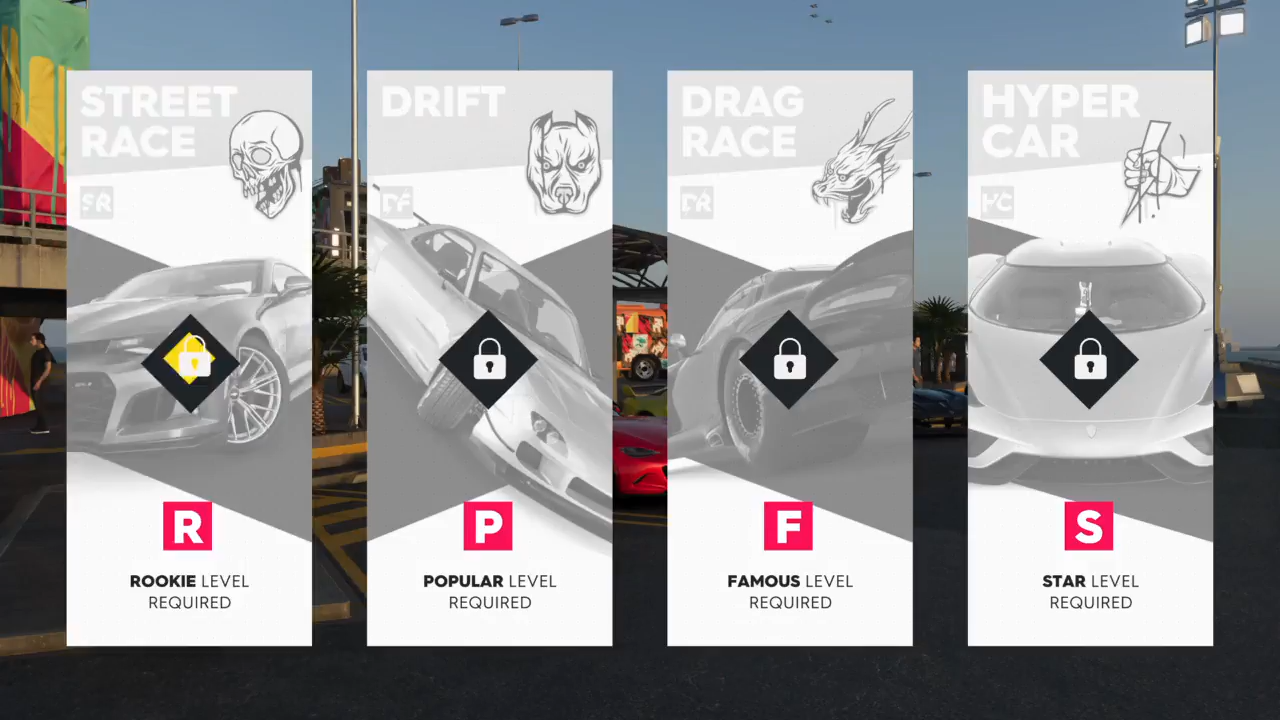 STREET
RACE
SR
R
ROOKIE LEVEL
REQUIRED
DRIFT
DF
P
POPULAR LEVEL
REQUIRED
DRAG
RACE
DR
F
FAMOUS LEVEL
REQUIRED
HYPER
CAR
HC
S
STAR LEVEL
REQUIRED